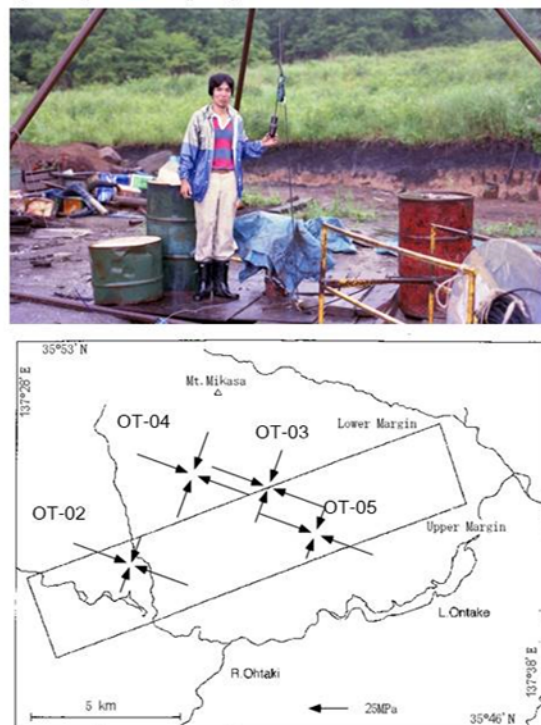 35°53'N
137°28'E
Mt.Mikasa
OT-04
OT-03
Lower Margin
OT-02
OT-05
Upper Margin
L.Ontake
R.Ohtaki
137°38'E
5 km
25MPa
35°46'N